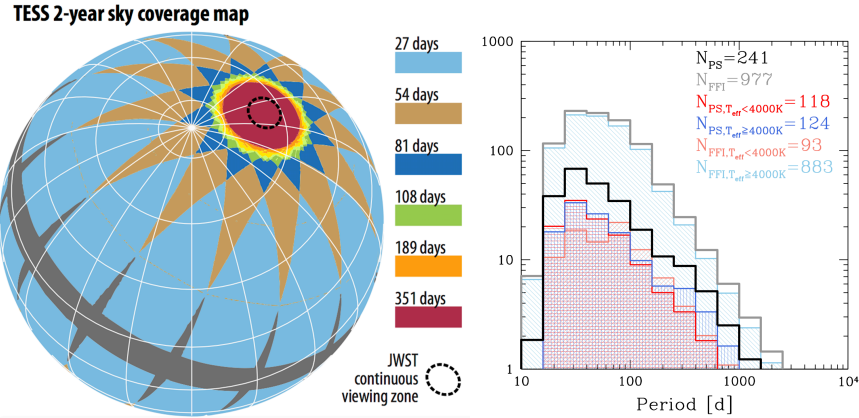 TESS 2-year sky coverage map
27 days
54 days
81 days
108 days
189 days
351 days
JWST
continuous
viewing zone
1000
100
10
1
N_PS=241
N_FFI=977
N_PS,T_eff<4000K=118
N_PS,T_eff≥4000K=124
N_FFI,T_eff<4000K=93
N_FFI,T_eff≥4000K=883
10 100 1000 10⁴
Period [d]